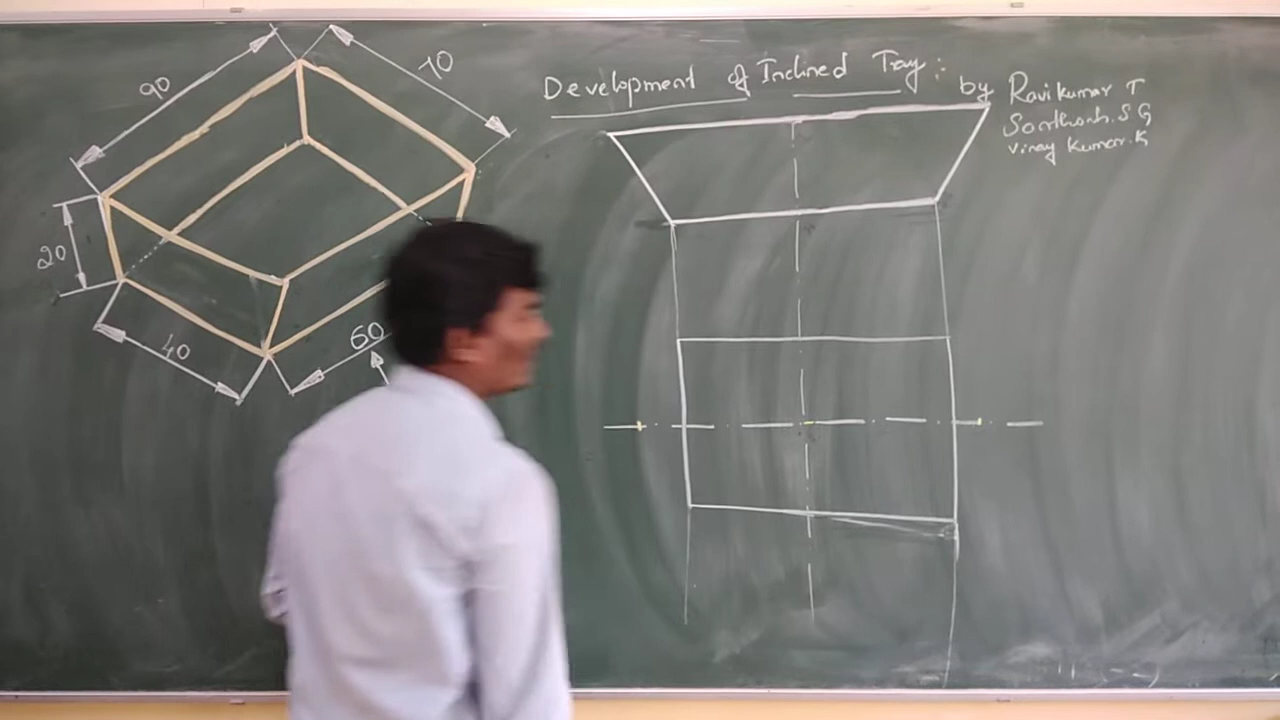 Development of Inclined Tray:
by Ravikumar T
Santhosh.S G
Vinay Kumar.K
90
70
20
40
60